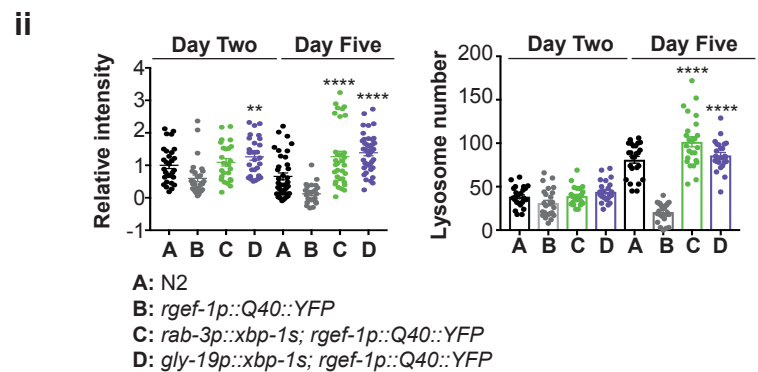 ii
Day Two Day Five
Relative intensity
4
3
2
1
0
-1
** **** ****
A B C D A B C D
Day Two Day Five
Lysosome number
200
150
100
50
0
**** ****
A B C D A B C D
A: N2
B: rgef-1p::Q40::YFP
C: rab-3p::xbp-1s; rgef-1p::Q40::YFP
D: gly-19p::xbp-1s; rgef-1p::Q40::YFP